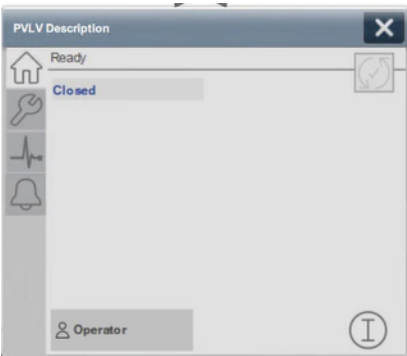 PVLV Description
Ready
Closed
Operator
I